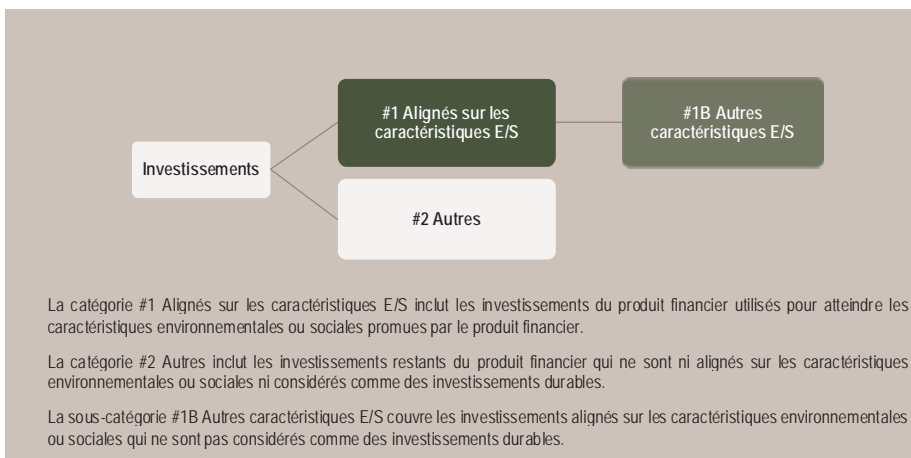 #1 Alignés sur les
caractéristiques E/S
#1B Autres
caractéristiques E/S
Investissements
#2 Autres
La catégorie #1 Alignés sur les caractéristiques E/S inclut les investissements du produit financier utilisés pour atteindre les
caractéristiques environnementales ou sociales promues par le produit financier.
La catégorie #2 Autres inclut les investissements restants du produit financier qui ne sont ni alignés sur les caractéristiques
environnementales ou sociales ni considérés comme des investissements durables.
La sous-catégorie #1B Autres caractéristiques E/S couvre les investissements alignés sur les caractéristiques environnementales
ou sociales qui ne sont pas considérés comme des investissements durables.